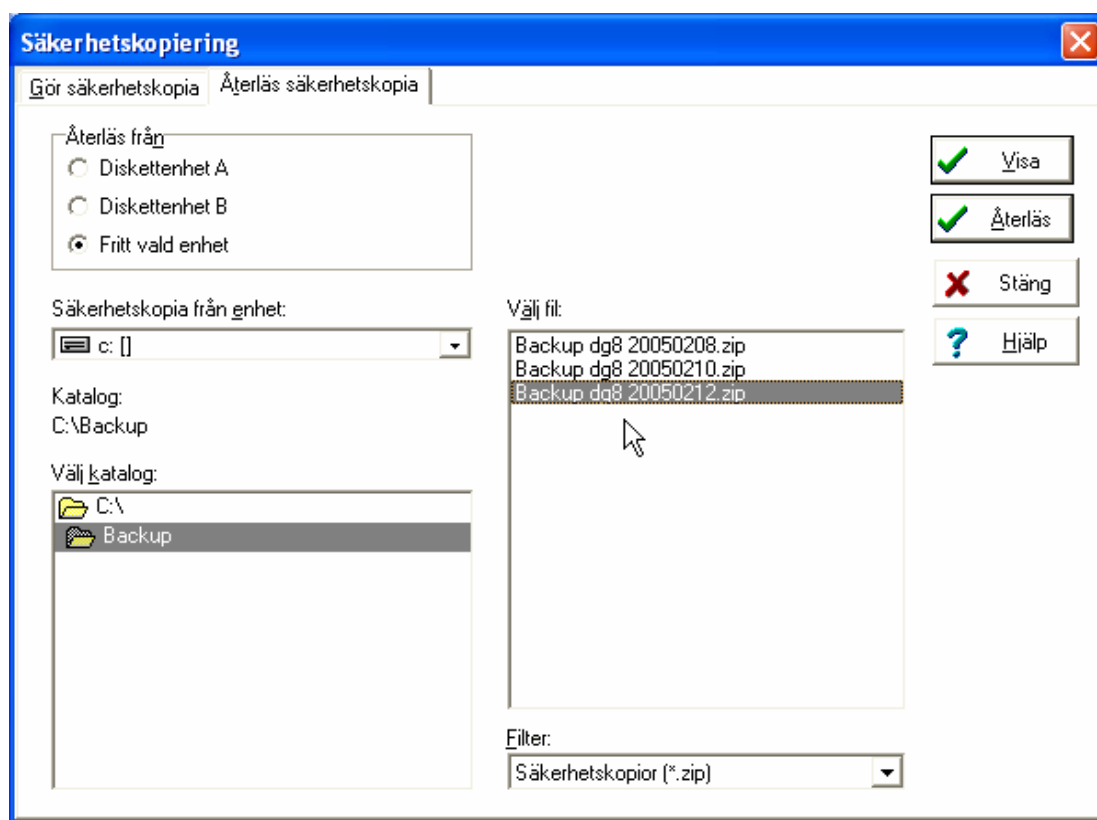 Säkerhetskopiering
Gör säkerhetskopia
Återläs säkerhetskopia
Återläs från
Diskettenhet A
Diskettenhet B
Fritt vald enhet
Säkerhetskopia från enhet:
c: []
Katalog:
C:\Backup
Välj katalog:
C:\
Backup
Välj fil:
Backup dg8 20050208.zip
Backup dg8 20050210.zip
Backup dg8 20050212.zip
Filter:
Säkerhetskopior (*.zip)
Visa
Återläs
Stäng
Hjälp